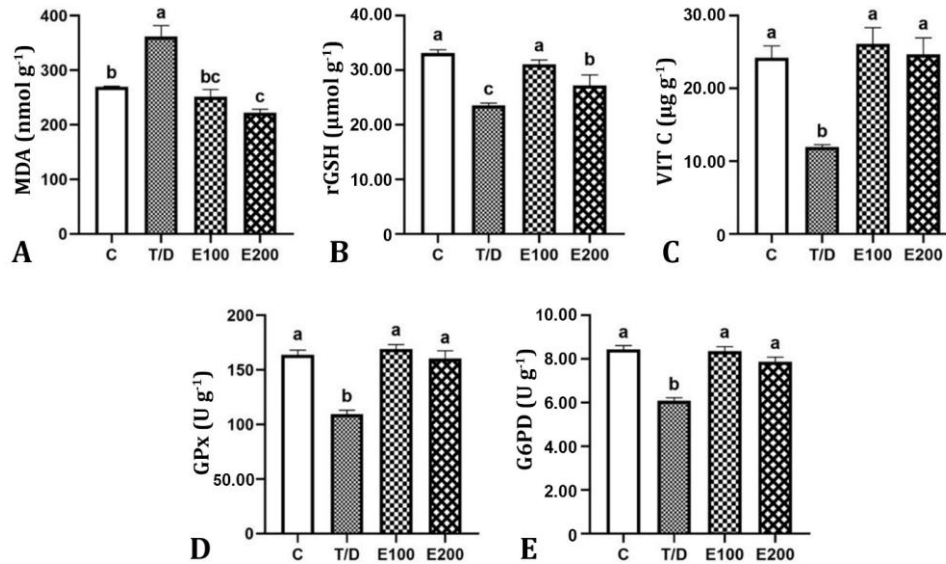 MDA (nmol g-1)
400
300
200
100
0
b
a
bc
c
C T/D E100 E200
A
rGSH (μmol g-1)
40.00
30.00
20.00
10.00
0
a
c
a
b
C T/D E100 E200
B
VIT C (μg g-1)
30.00
20.00
10.00
0
a
b
a
a
C T/D E100 E200
C
GPx (U g-1)
200
150
100
50.00
0
a
b
a
a
C T/D E100 E200
D
G6PD (U g-1)
10.00
8.00
6.00
4.00
2.00
0
a
b
a
a
C T/D E100 E200
E